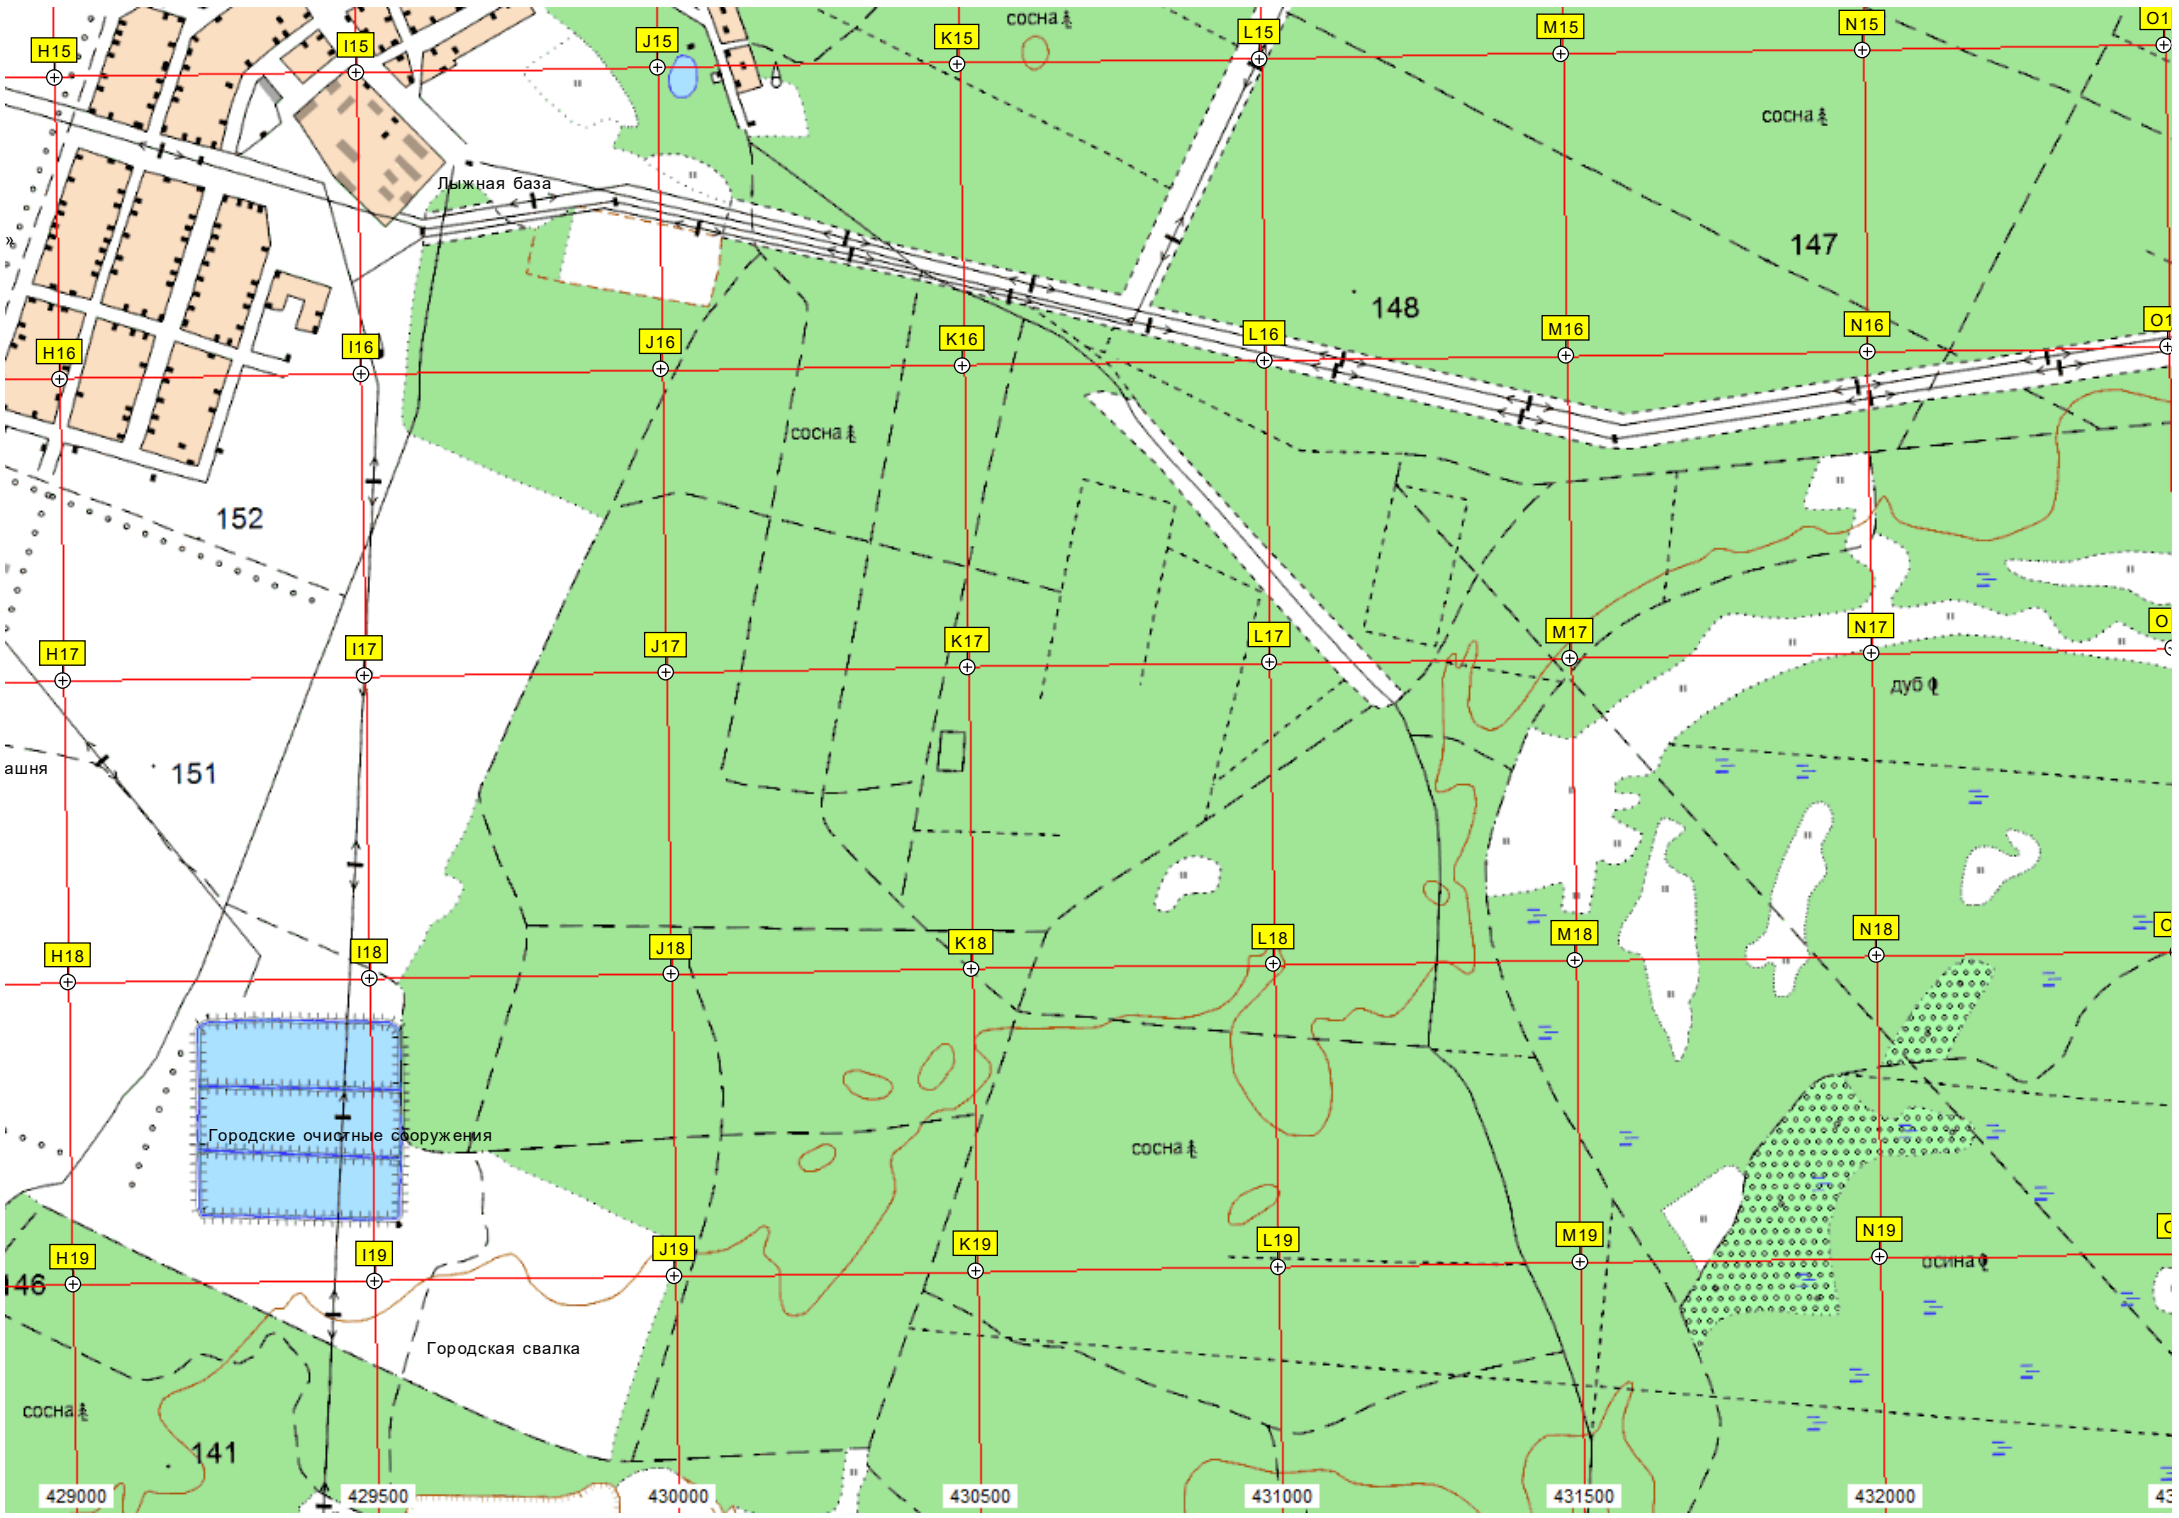 сосна
H15
I15
J15
K15
L15
M15
N15
O1
сосна
Лыжная база
»
147
148
H16
I16
J16
K16
L16
M16
N16
O1
сосна
152
H17
I17
J17
K17
L17
M17
N17
O
дуб
ашня
151
H18
I18
J18
K18
L18
M18
N18
O
Городские очистные сооружения
сосна
H19
I19
J19
K19
L19
M19
N19
146
осина
Городская свалка
сосна
141
429000
429500
430000
430500
431000
431500
432000
43